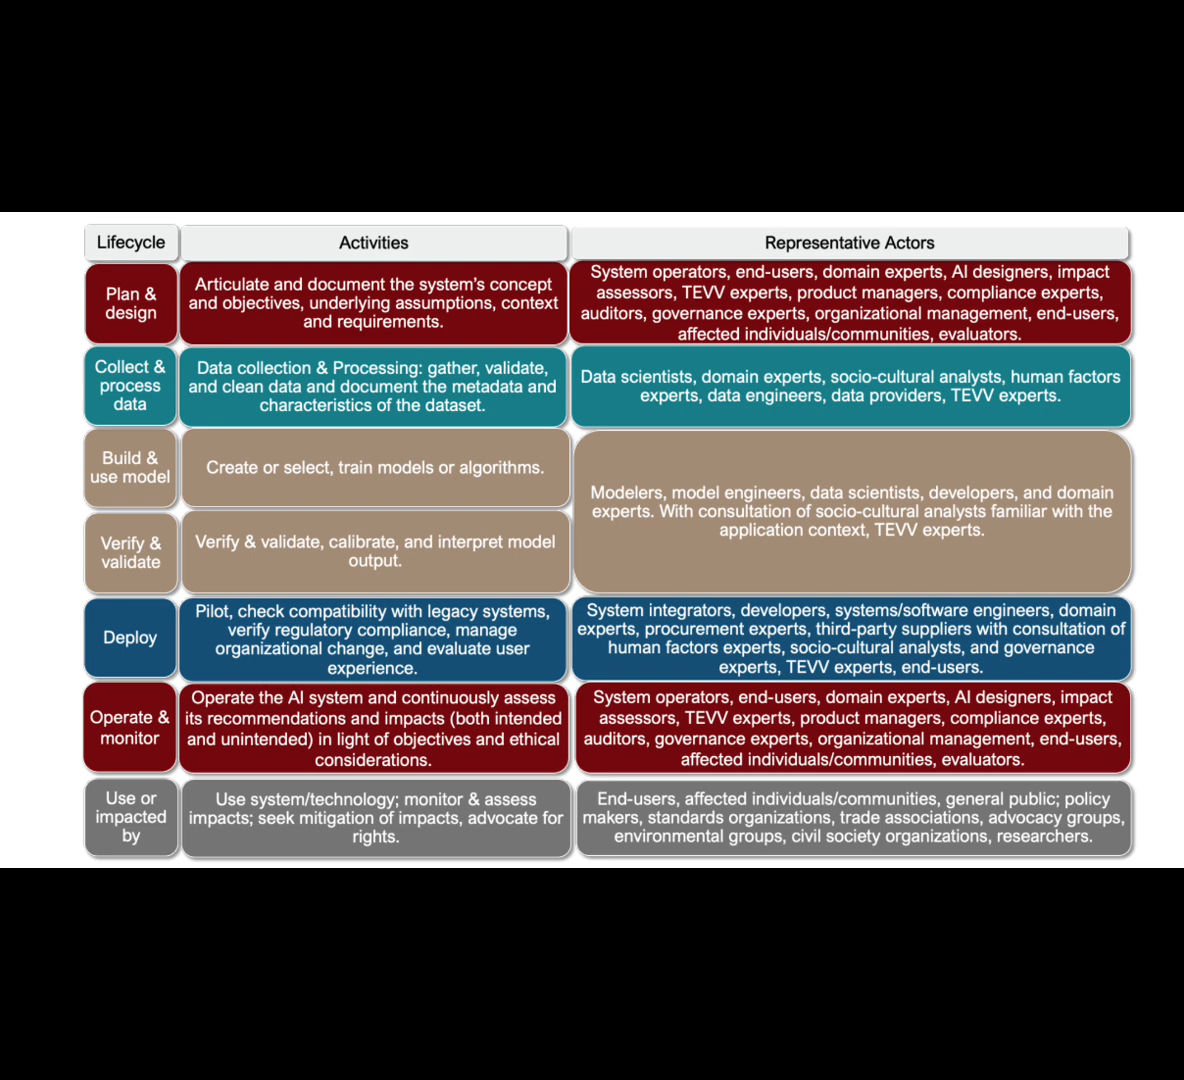 Lifecycle
Activities
Representative Actors
Plan &
design
Articulate and document the system's concept
and objectives, underlying assumptions, context
and requirements.
System operators, end-users, domain experts, AI designers, impact
assessors, TEVV experts, product managers, compliance experts,
auditors, governance experts, organizational management, end-users,
affected individuals/communities, evaluators.
Collect &
process
data
Data collection & Processing: gather, validate,
and clean data and document the metadata and
characteristics of the dataset.
Data scientists, domain experts, socio-cultural analysts, human factors
experts, data engineers, data providers, TEVV experts.
Build &
use model
Create or select, train models or algorithms.
Modelers, model engineers, data scientists, developers, and domain
experts. With consultation of socio-cultural analysts familiar with the
application context, TEVV experts.
Verify &
validate
Verify & validate, calibrate, and interpret model
output.
Deploy
Pilot, check compatibility with legacy systems,
verify regulatory compliance, manage
organizational change, and evaluate user
experience.
System integrators, developers, systems/software engineers, domain
experts, procurement experts, third-party suppliers with consultation of
human factors experts, socio-cultural analysts, and governance
experts, TEVV experts, end-users.
Operate &
monitor
Operate the AI system and continuously assess
its recommendations and impacts (both intended
and unintended) in light of objectives and ethical
considerations.
System operators, end-users, domain experts, AI designers, impact
assessors, TEVV experts, product managers, compliance experts,
auditors, governance experts, organizational management, end-users,
affected individuals/communities, evaluators.
Use or
impacted
by
Use system/technology; monitor & assess
impacts; seek mitigation of impacts, advocate for
rights.
End-users, affected individuals/communities, general public; policy
makers, standards organizations, trade associations, advocacy groups,
environmental groups, civil society organizations, researchers.